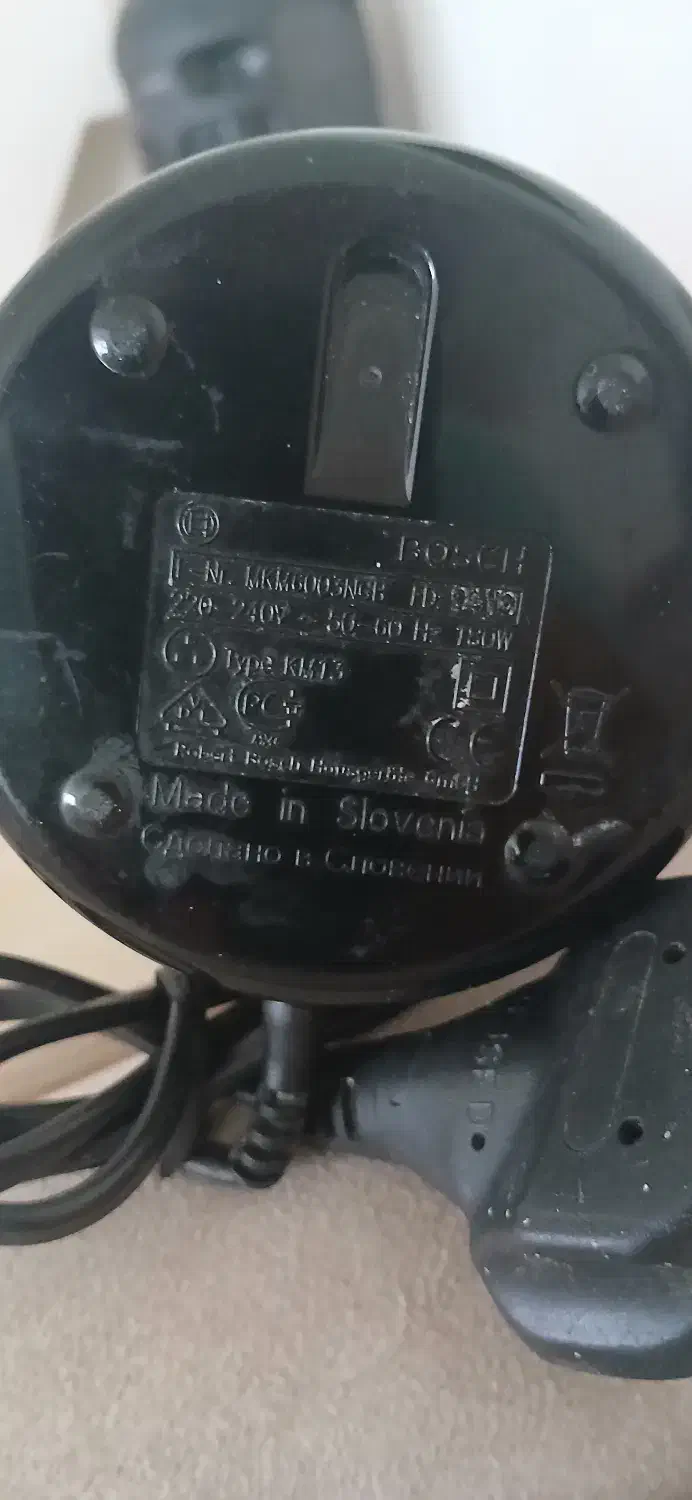 BOSCH
E-Nr. MKM6003NGB FD.
220-240V ~ 50-60 Hz 180W
Type KM13
CE
Robert Bosch Hausgeräte GmbH
Made in Slovenia
Сделано в Словении